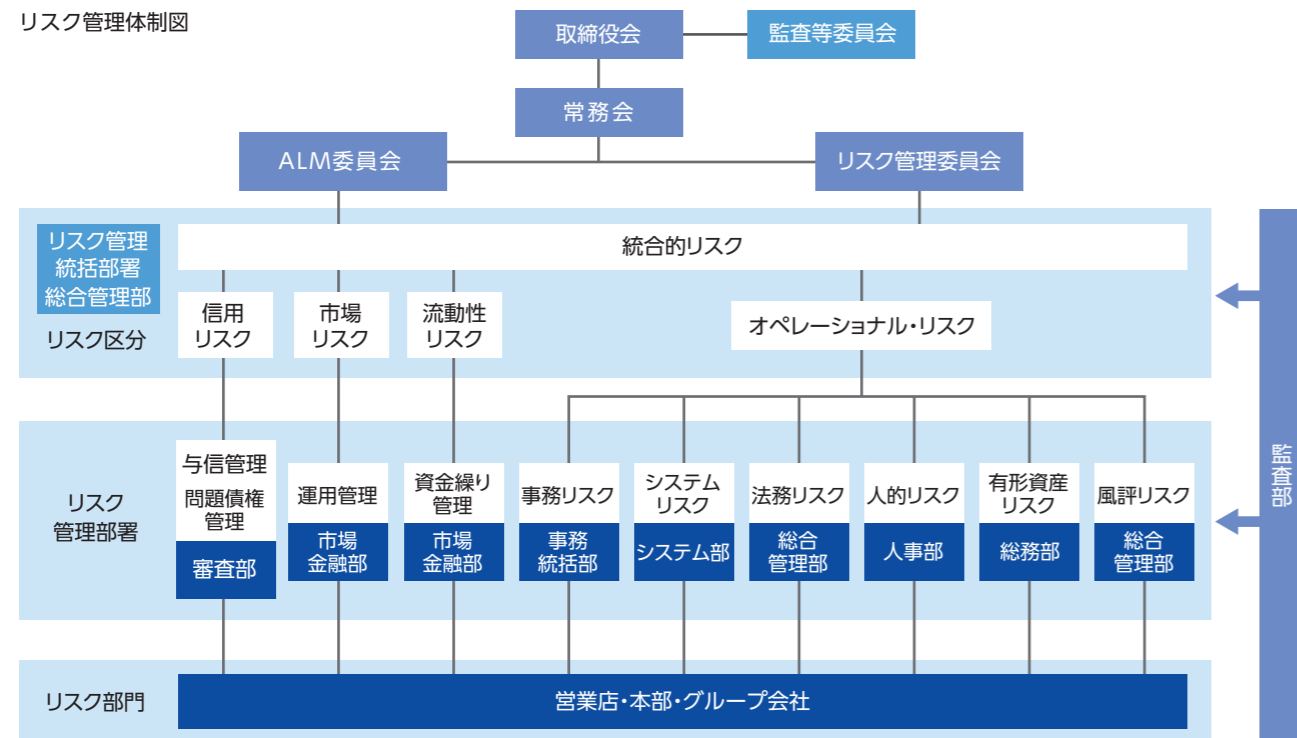 リスク管理体制図
取締役会
監査等委員会
常務会
ALM委員会
リスク管理委員会
リスク管理
統括部署
総合管理部
リスク区分
統合的リスク
信用
リスク
市場
リスク
流動性
リスク
オペレーショナル・リスク
リスク
管理部署
与信管理
問題債権
管理
審査部
運用管理
市場
金融部
資金繰り
管理
市場
金融部
事務リスク
事務
統括部
システム
リスク
システム部
法務リスク
総合
管理部
人的リスク
人事部
有形資産
リスク
総務部
風評リスク
総合
管理部
監査部
リスク部門
営業店・本部・グループ会社